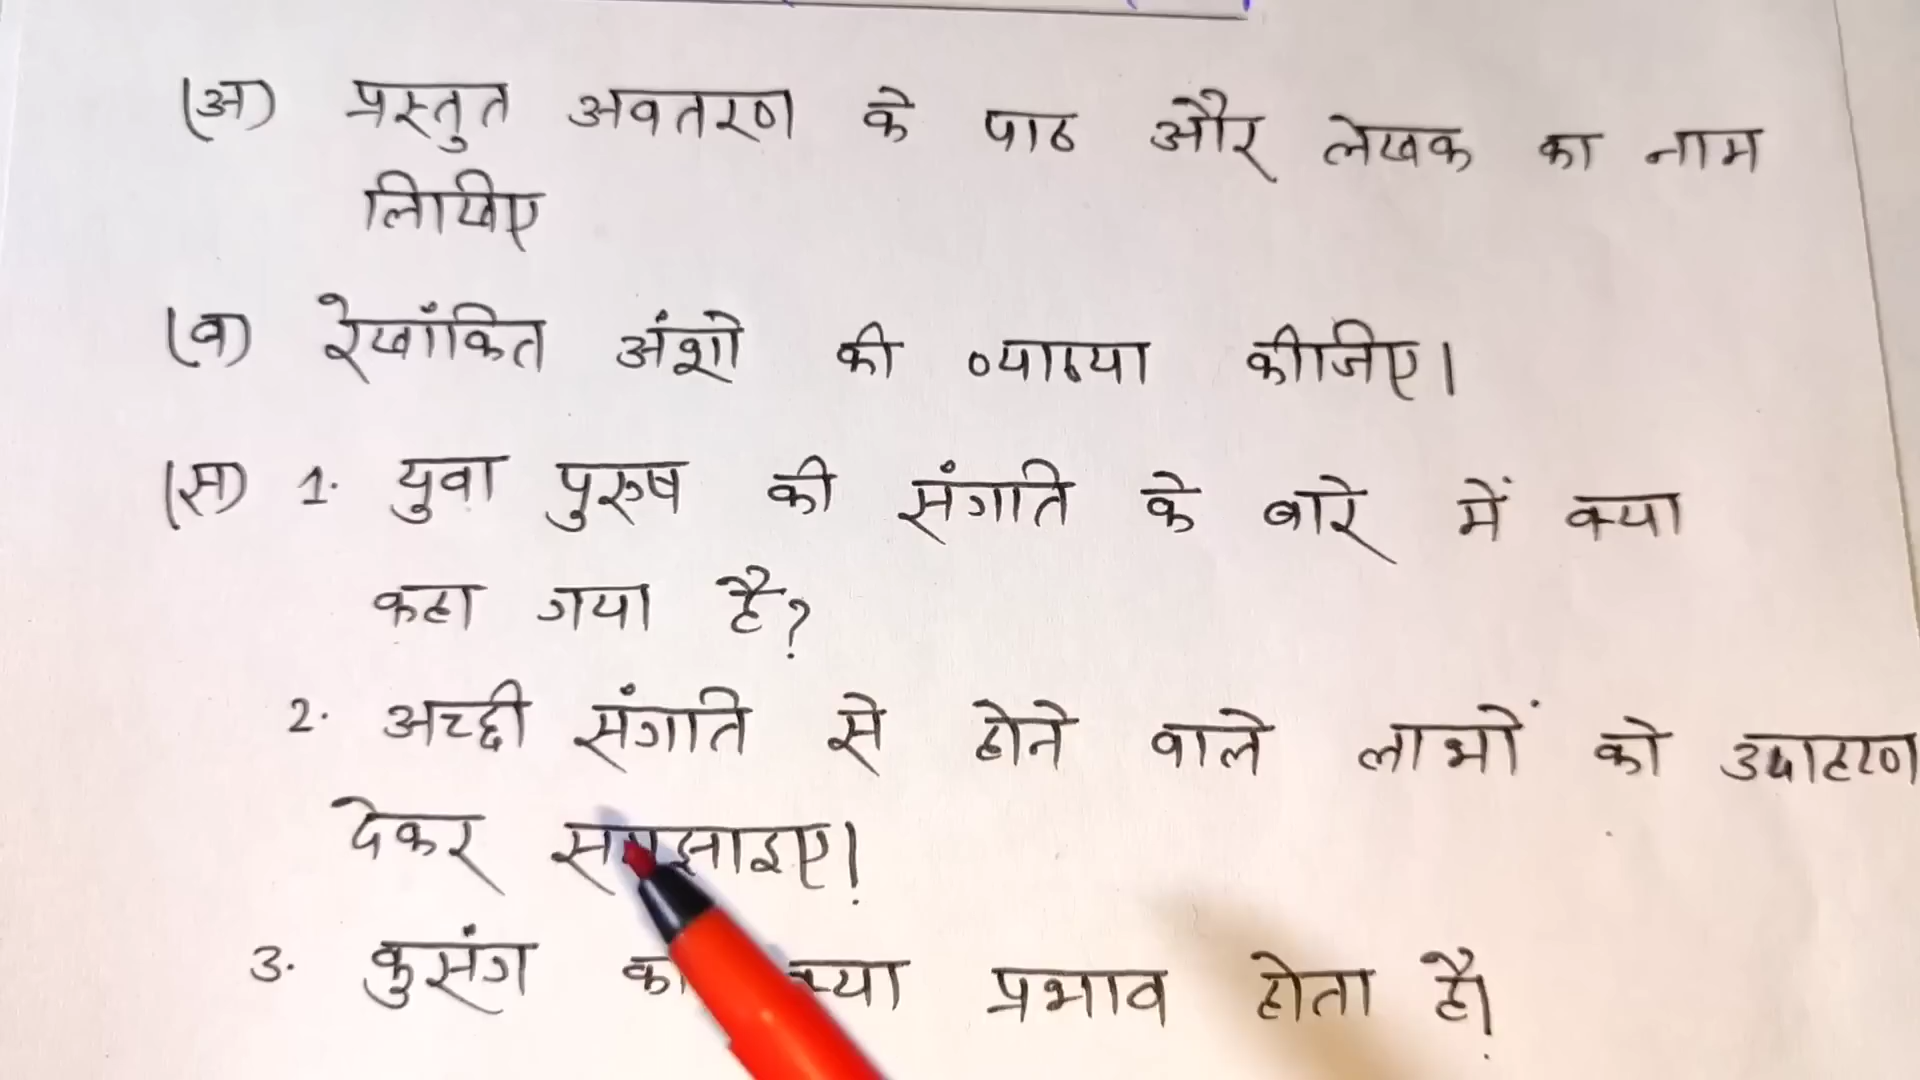 (अ) प्रस्तुत अवतरण के पाठ और लेखक का नाम
लिखिए
(ब) रेखांकित अंशो की व्याख्या कीजिए।
(स) 1. युवा पुरुष की संगति के बारे में क्या
कहा गया है?
2. अच्छी संगति से होने वाले लाभों को उदाहरण
देकर समझाइए।
3. कुसंग का क्या प्रभाव होता है।